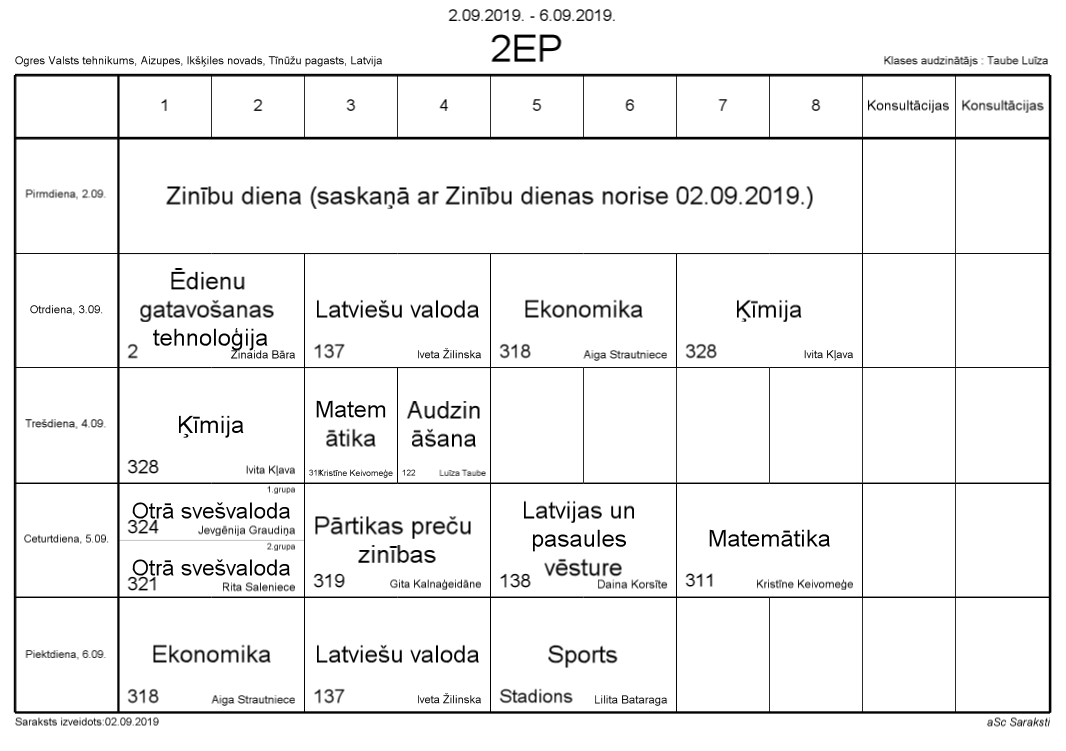 2.09.2019. - 6.09.2019.
2EP
Ogres Valsts tehnikums, Aizupes, Ikšķiles novads, Tīnūžu pagasts, Latvija
Klases audzinātājs : Taube Luīza
1 2 3 4 5 6 7 8 Konsultācijas Konsultācijas
Pirmdiena, 2.09.
Zinību diena (saskaņā ar Zinību dienas norise 02.09.2019.)
Otrdiena, 3.09.
Ēdienu
gatavošanas
tehnoloģija
2 Zinaida Bāra
Latviešu valoda
137 Iveta Žilinska
Ekonomika
318 Aiga Strautniece
Ķīmija
328 Ivita Kļava
Trešdiena, 4.09.
Ķīmija
328 Ivita Kļava
Matem
ātika
Kristīne Keivomeģe
Audzin
āšana
122 Luīza Taube
Ceturtdiena, 5.09.
1.grupa
Otrā svešvaloda
324 Jevgēnija Graudiņa
2.grupa
Otrā svešvaloda
321 Rita Saleniece
Pārtikas preču
zinības
319 Gita Kalnaģeidāne
Latvijas un
pasaules
vēsture
138 Daina Korsīte
Matemātika
311 Kristīne Keivomeģe
Piektdiena, 6.09.
Ekonomika
318 Aiga Strautniece
Latviešu valoda
137 Iveta Žilinska
Sports
Stadions Lilita Bataraga
Saraksts izveidots:02.09.2019
aSc Saraksti